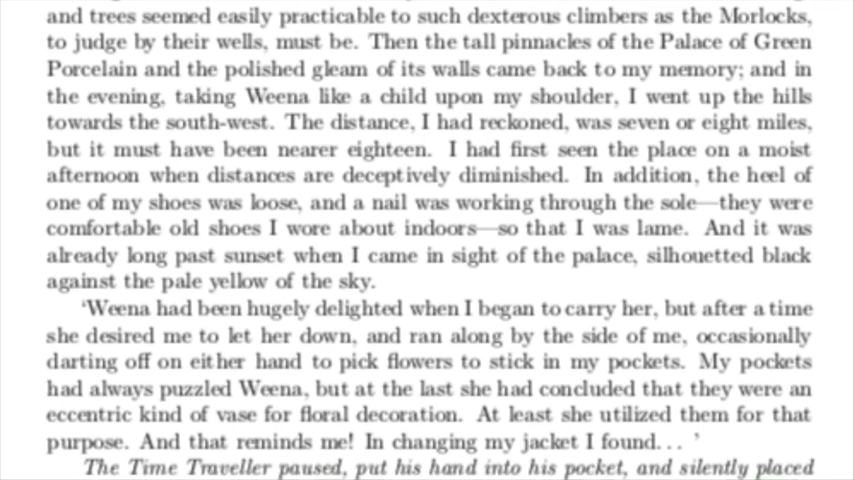 and trees seemed easily practicable to such dexterous climbers as the Morlocks,
to judge by their wells, must be. Then the tall pinnacles of the Palace of Green
Porcelain and the polished gleam of its walls came back to my memory; and in
the evening, taking Weena like a child upon my shoulder, I went up the hills
towards the south-west. The distance, I had reckoned, was seven or eight miles,
but it must have been nearer eighteen. I had first seen the place on a moist
afternoon when distances are deceptively diminished. In addition, the heel of
one of my shoes was loose, and a nail was working through the sole—they were
comfortable old shoes I wore about indoors—so that I was lame. And it was
already long past sunset when I came in sight of the palace, silhouetted black
against the pale yellow of the sky.
‘Weena had been hugely delighted when I began to carry her, but after a time
she desired me to let her down, and ran along by the side of me, occasionally
darting off on either hand to pick flowers to stick in my pockets. My pockets
had always puzzled Weena, but at the last she had concluded that they were an
eccentric kind of vase for floral decoration. At least she utilized them for that
purpose. And that reminds me! In changing my jacket I found... ’
The Time Traveller paused, put his hand into his pocket, and silently placed